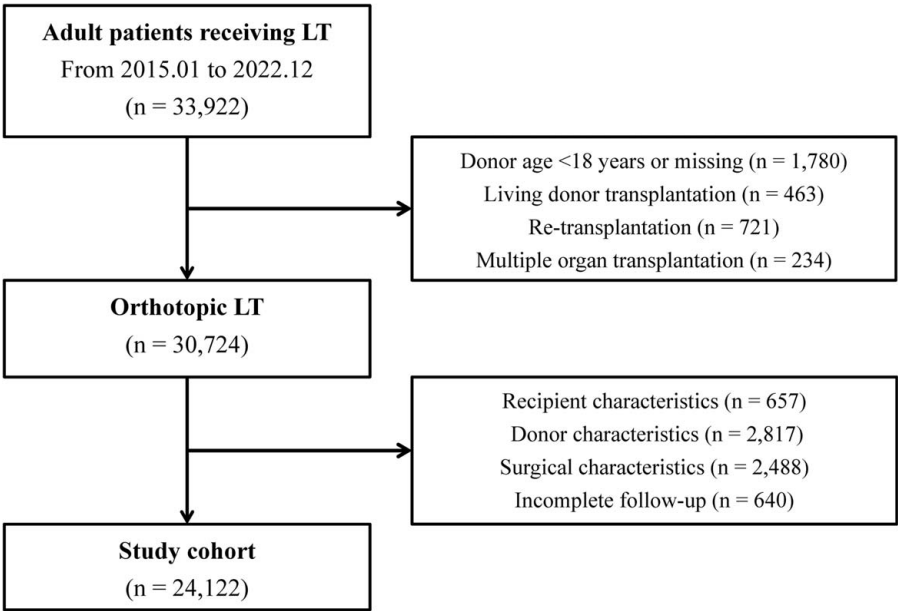 Adult patients receiving LT
From 2015.01 to 2022.12
(n = 33,922)
Donor age <18 years or missing (n = 1,780)
Living donor transplantation (n = 463)
Re-transplantation (n = 721)
Multiple organ transplantation (n = 234)
Orthotopic LT
(n = 30,724)
Recipient characteristics (n = 657)
Donor characteristics (n = 2,817)
Surgical characteristics (n = 2,488)
Incomplete follow-up (n = 640)
Study cohort
(n = 24,122)